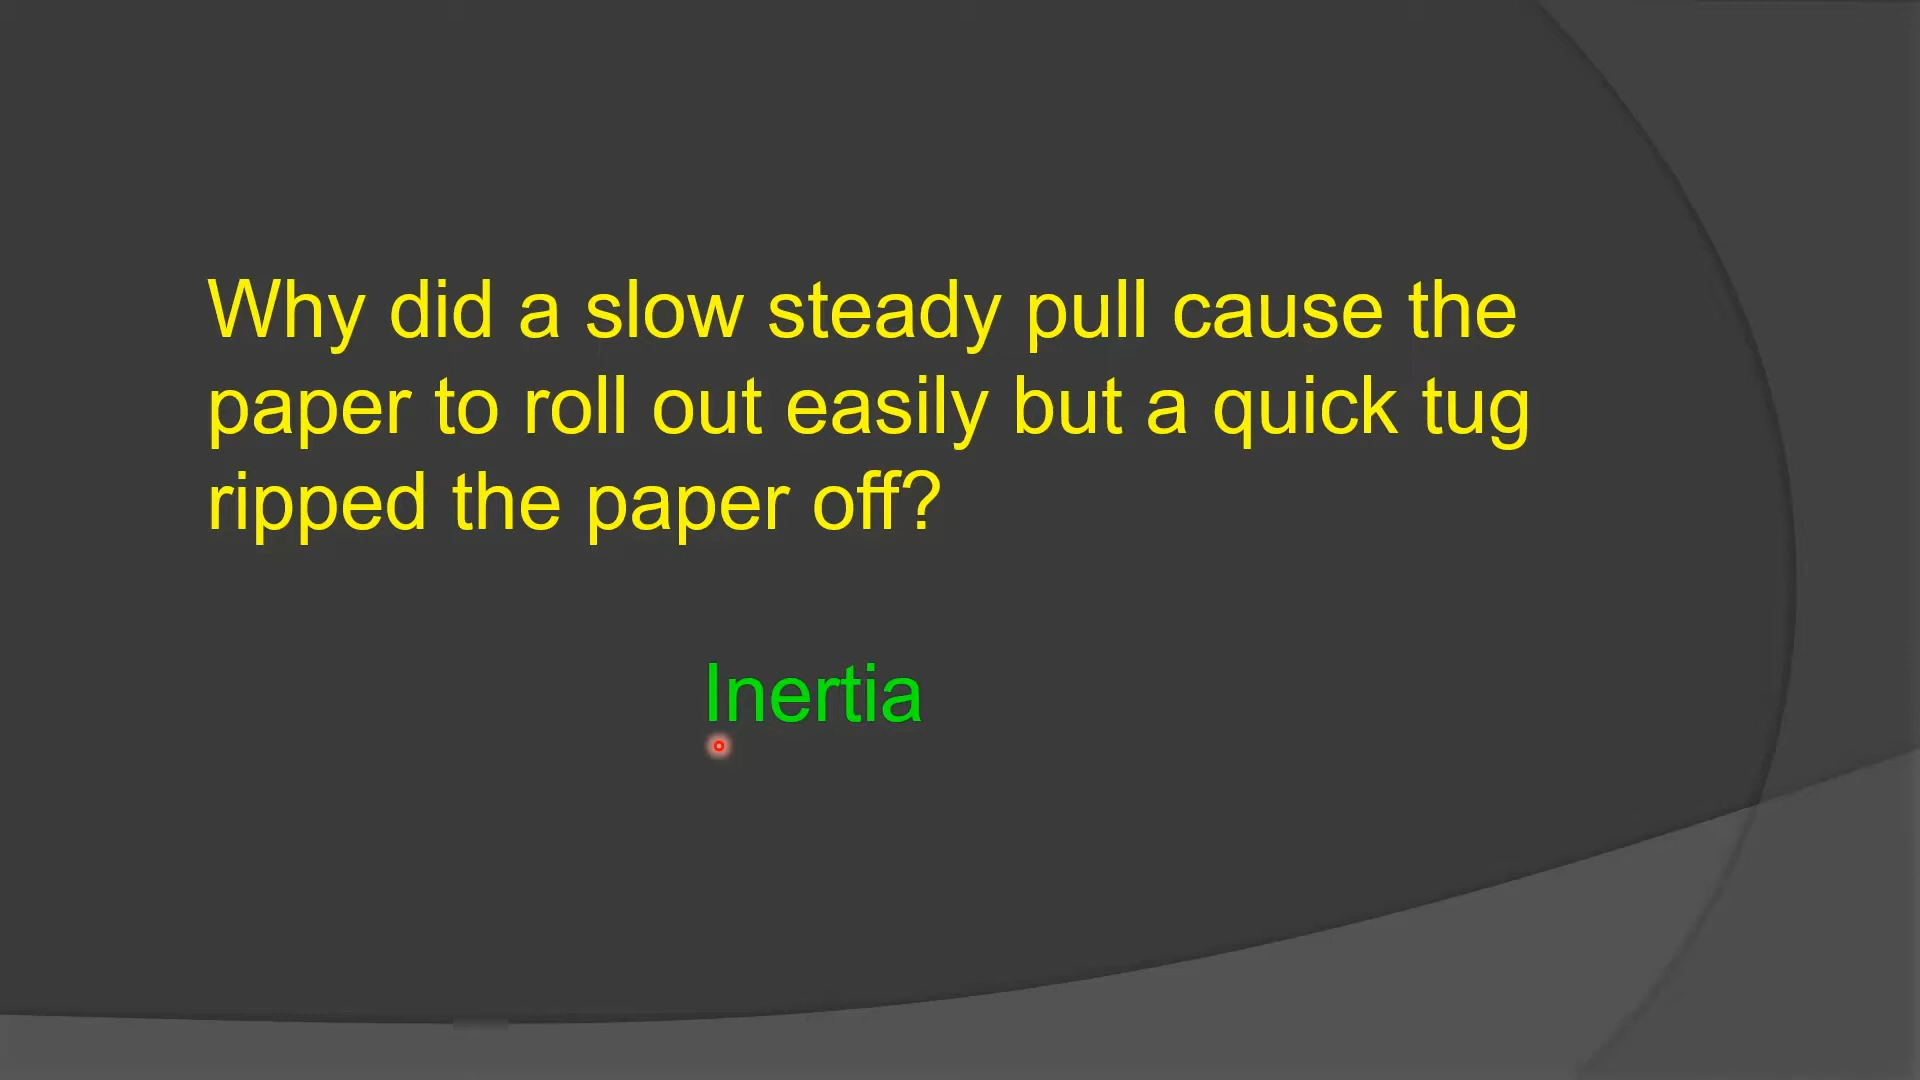 Why did a slow steady pull cause the
paper to roll out easily but a quick tug
ripped the paper off?
Inertia